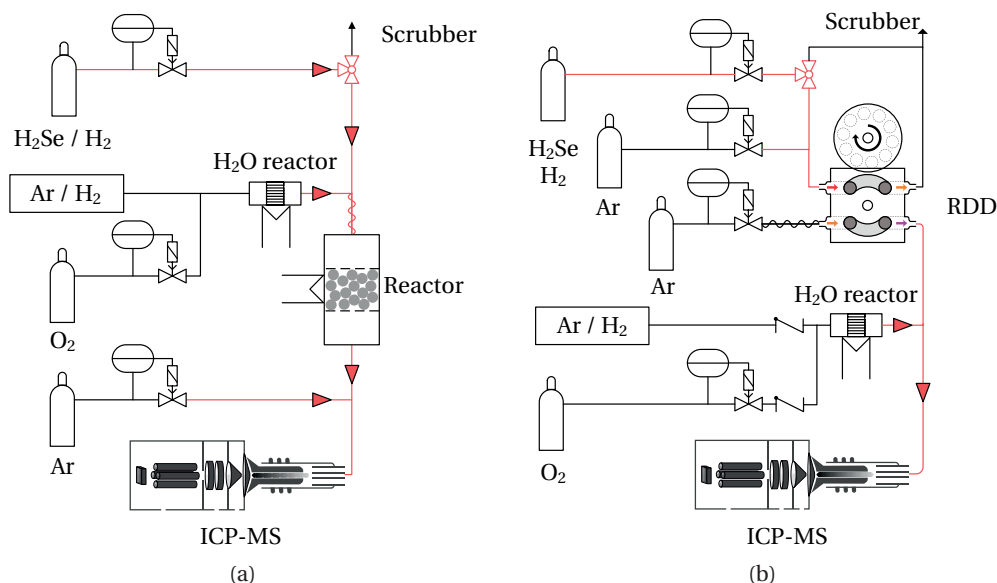 Scrubber
H₂Se / H₂
H₂O reactor
Ar / H₂
O₂
Reactor
Ar
ICP-MS
(a)
Scrubber
H₂Se
H₂
Ar
RDD
Ar
H₂O reactor
Ar / H₂
O₂
ICP-MS
(b)